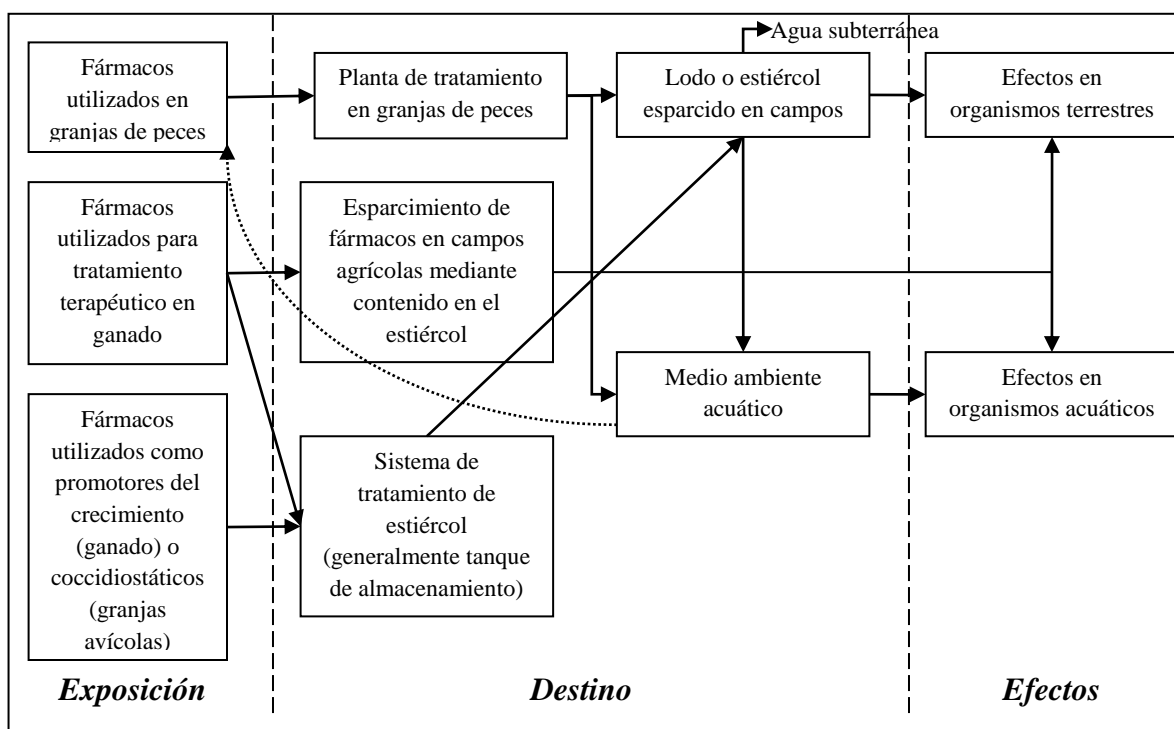 Agua subterránea
Fármacos
utilizados en
granjas de peces
Planta de tratamiento
en granjas de peces
Lodo o estiércol
esparcido en campos
Efectos en
organismos terrestres
Fármacos
utilizados para
tratamiento
terapéutico en
ganado
Esparcimiento de
fármacos en campos
agrícolas mediante
contenido en el
estiércol
Medio ambiente
acuático
Efectos en
organismos acuáticos
Fármacos
utilizados como
promotores del
crecimiento
(ganado) o
coccidiostáticos
(granjas
avícolas)
Sistema de
tratamiento de
estiércol
(generalmente tanque
de almacenamiento)
Exposición
Destino
Efectos